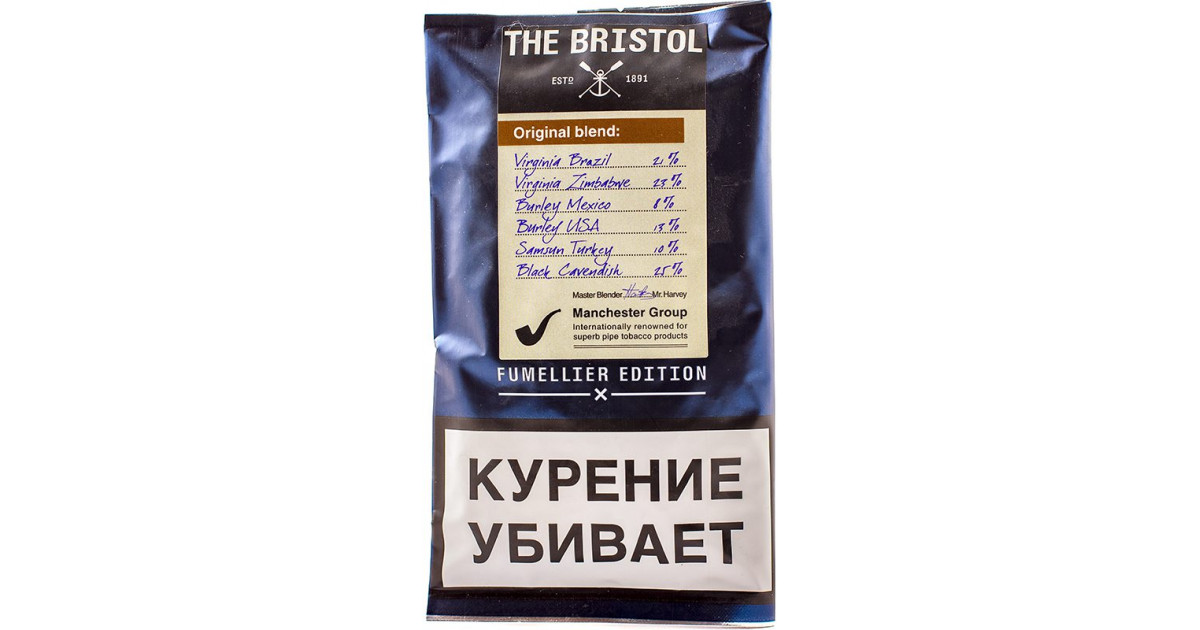 THE BRISTOL
ESTD 1891
Original blend:
Virginia Brazil 21%
Virginia Zimbabwe 23%
Burley Mexico 8%
Burley USA 13%
Samsun Turkey 10%
Black Cavendish 25%
Master Blender Mr. Harvey
Manchester Group
Internationally renowned for
superb pipe tobacco products
FUMELLIER EDITION
КУРЕНИЕ
УБИВАЕТ